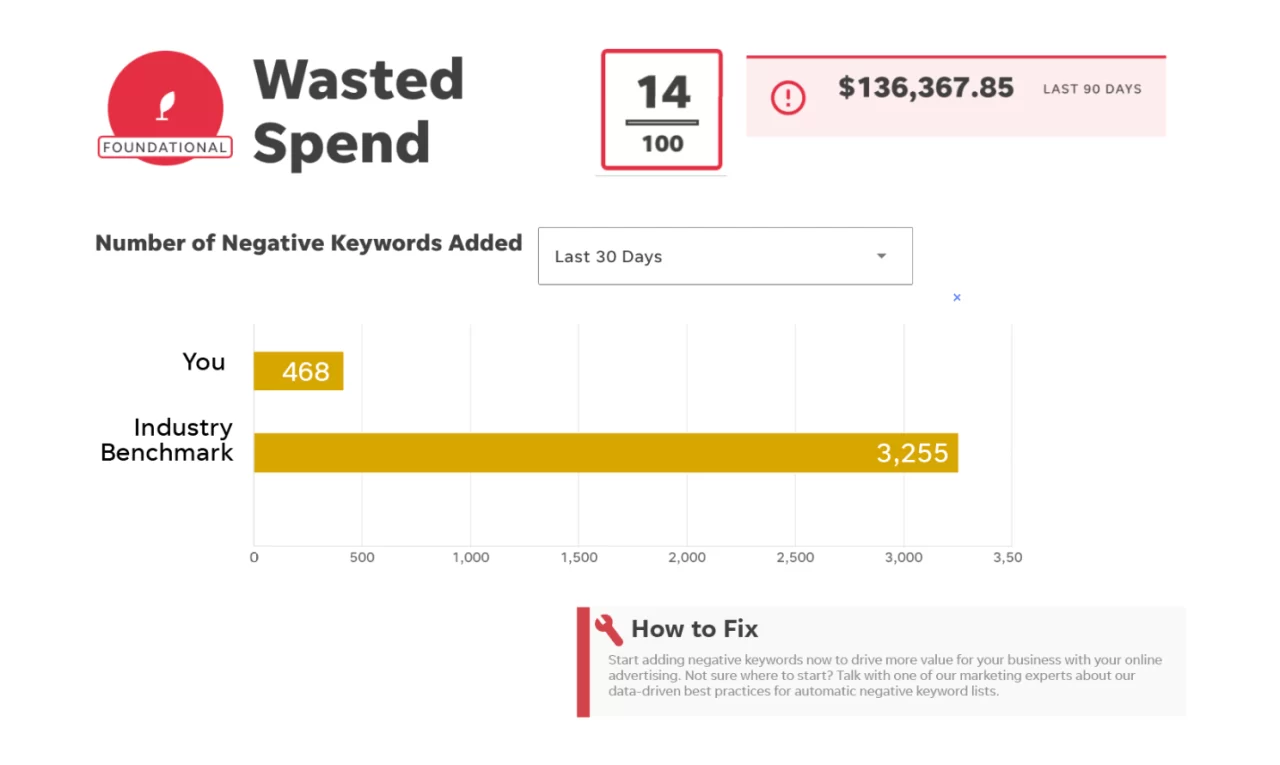 FOUNDATIONAL
Wasted
Spend
14
100
$136,367.85 LAST 90 DAYS
Number of Negative Keywords Added
Last 30 Days
×
You
468
Industry
Benchmark
3,255
0 500 1,000 1,500 2,000 2,500 3,000 3,50
How to Fix
Start adding negative keywords now to drive more value for your business with your online
advertising. Not sure where to start? Talk with one of our marketing experts about our
data-driven best practices for automatic negative keyword lists.